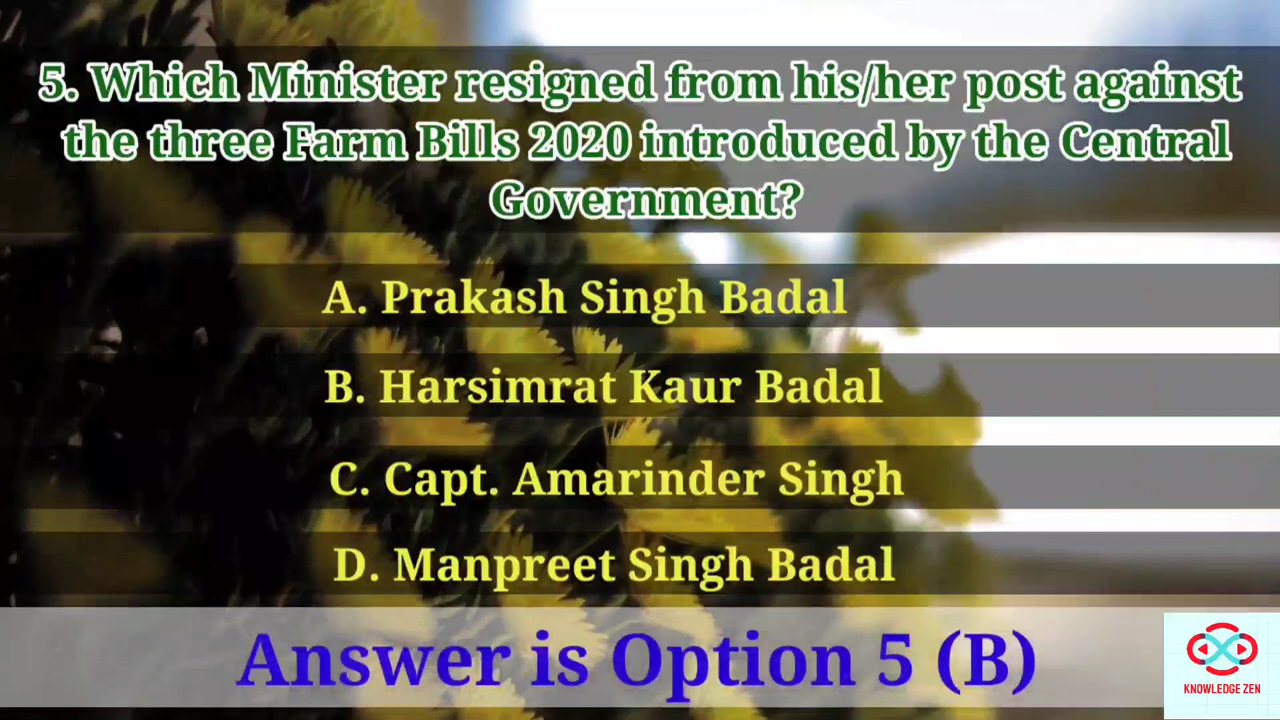 5. Which Minister resigned from his/her post against
the three Farm Bills 2020 introduced by the Central
Government?
A. Prakash Singh Badal
B. Harsimrat Kaur Badal
C. Capt. Amarinder Singh
D. Manpreet Singh Badal
Answer is Option 5 (B)
KNOWLEDGE ZEN